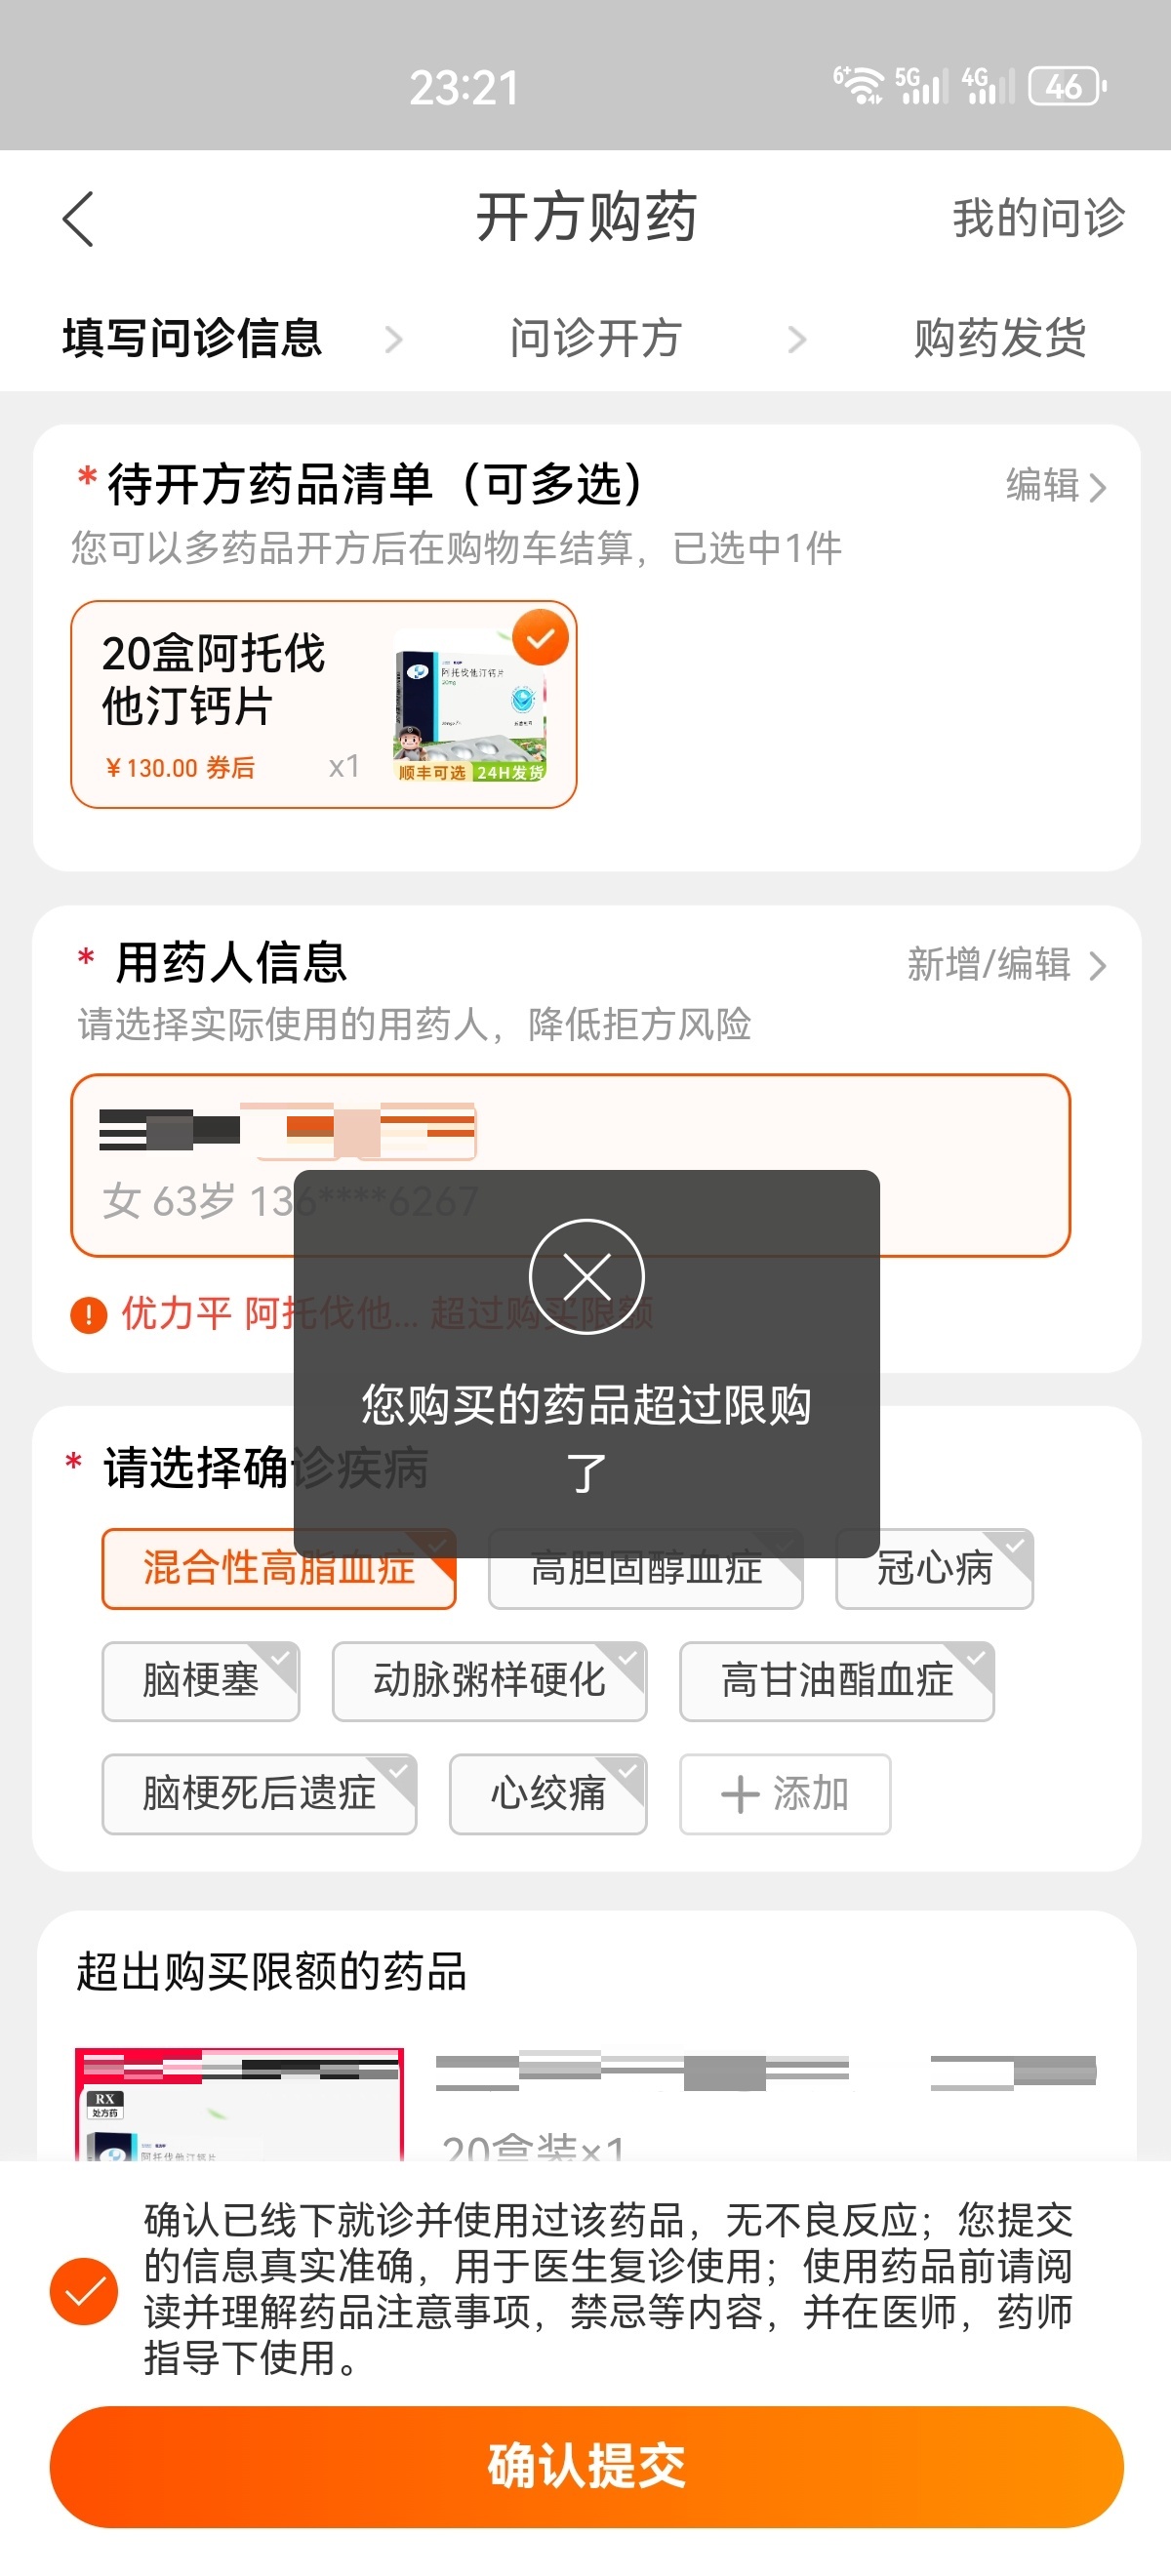 23:21
6+
5G
4G
46
开方购药
我的问诊
填写问诊信息
问诊开方
购药发货
*待开方药品清单（可多选）
编辑
您可以多药品开方后在购物车结算，已选中1件
20盒阿托伐
他汀钙片
¥130.00 券后
x1
阿托伐他汀钙片
20mg
顺丰可选
24H发货
* 用药人信息
新增/编辑
请选择实际使用的用药人，降低拒方风险
女 63岁 136****6267
优力平 阿托伐他... 超过购买限额
您购买的药品超过限购
了
* 请选择确诊疾病
混合性高脂血症
高胆固醇血症
冠心病
脑梗塞
动脉粥样硬化
高甘油酯血症
脑梗死后遗症
心绞痛
添加
超出购买限额的药品
RX
处方药
阿托伐他汀钙片
20盒装×1
确认已线下就诊并使用过该药品，无不良反应；您提交
的信息真实准确，用于医生复诊使用；使用药品前请阅
读并理解药品注意事项，禁忌等内容，并在医师，药师
指导下使用。
确认提交